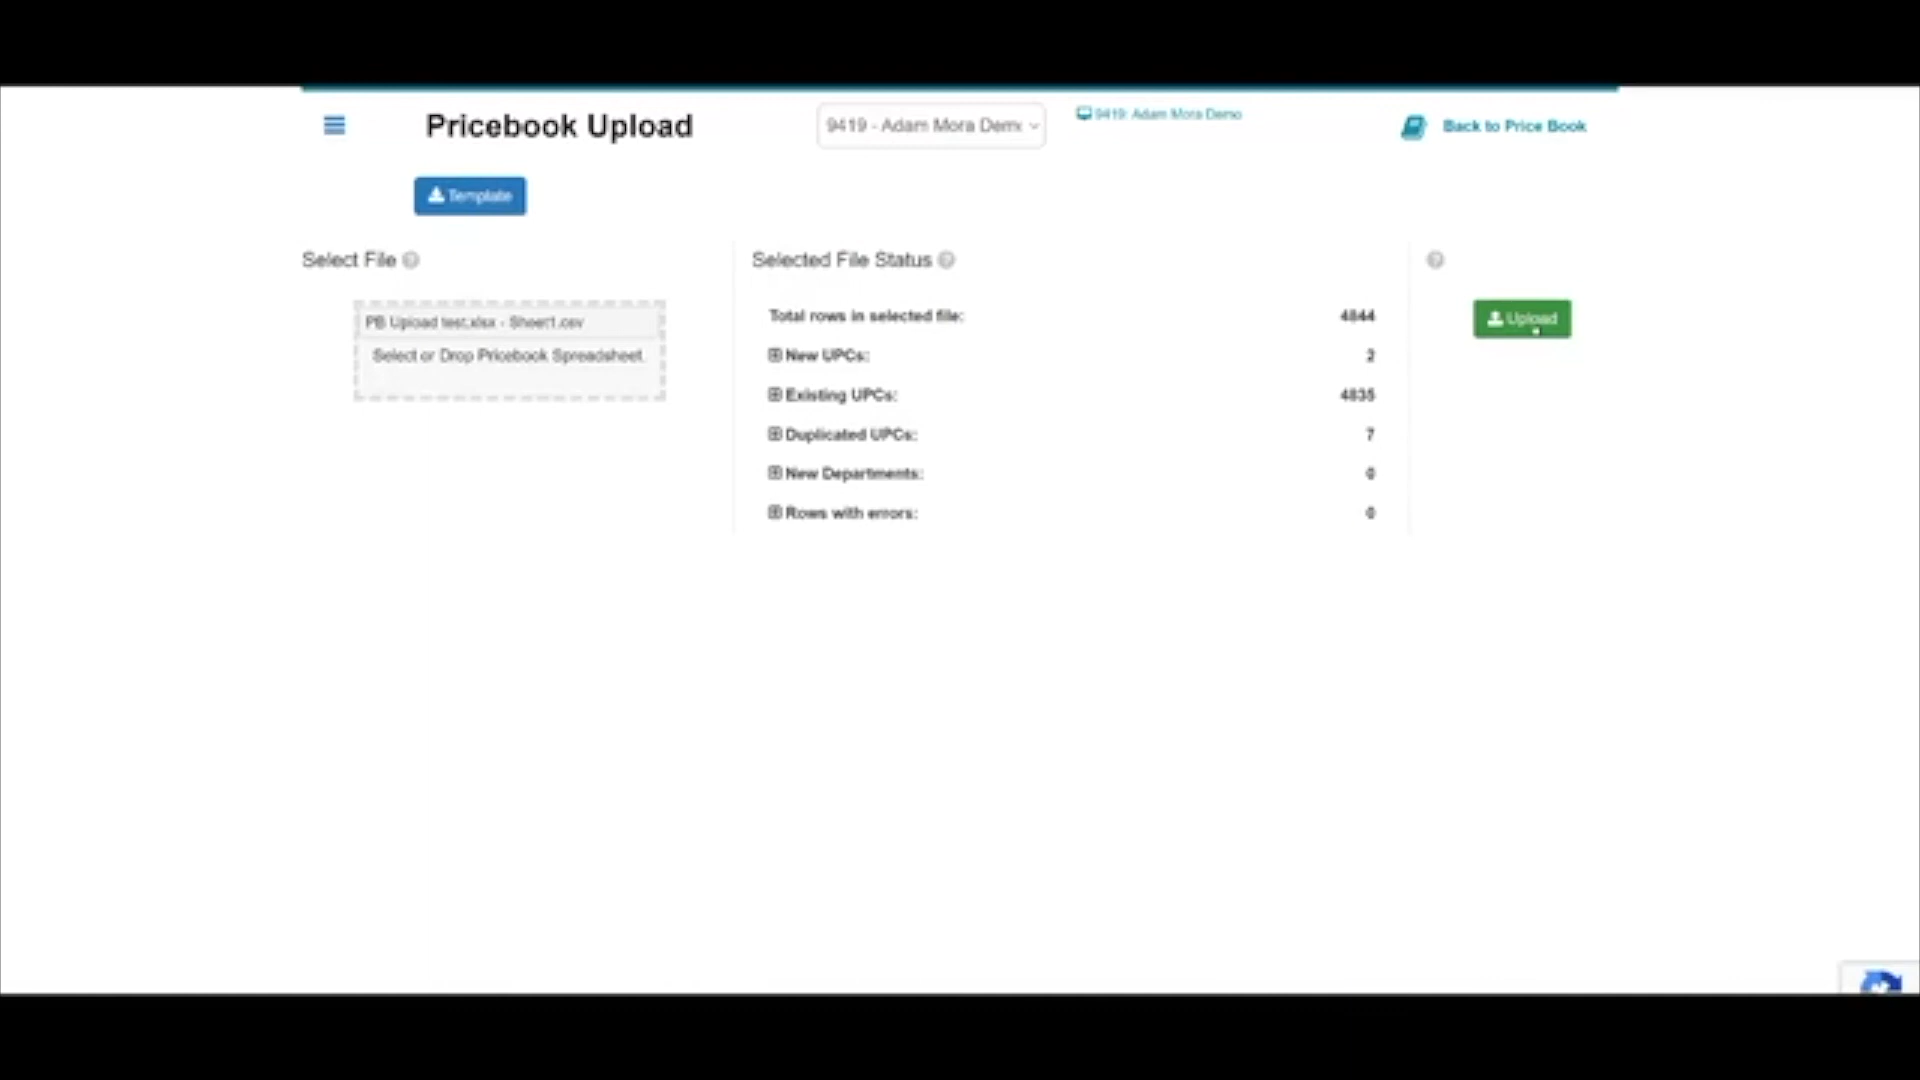 Pricebook Upload
9419 - Adam Mora Dem
9419: Adam Mora Demo
Back to Price Book
Template
Select File
Selected File Status
PB Upload test.xlsx - Sheet1.csv
Select or Drop Pricebook Spreadsheet.
Total rows in selected file: 4844
New UPCs: 2
Existing UPCs: 4835
Duplicated UPCs: 7
New Departments: 0
Rows with errors: 0
Upload